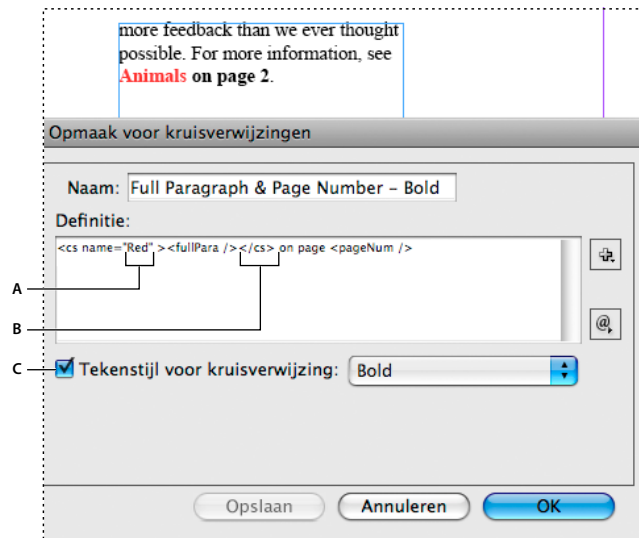 more feedback than we ever thought
possible. For more information, see
Animals on page 2.
Opmaak voor kruisverwijzingen
Naam: Full Paragraph & Page Number – Bold
Definitie:
<cs name="Red" ><fullPara /></cs> on page <pageNum />
A
B
@
C Tekenstijl voor kruisverwijzing: Bold
Opslaan Annuleren OK